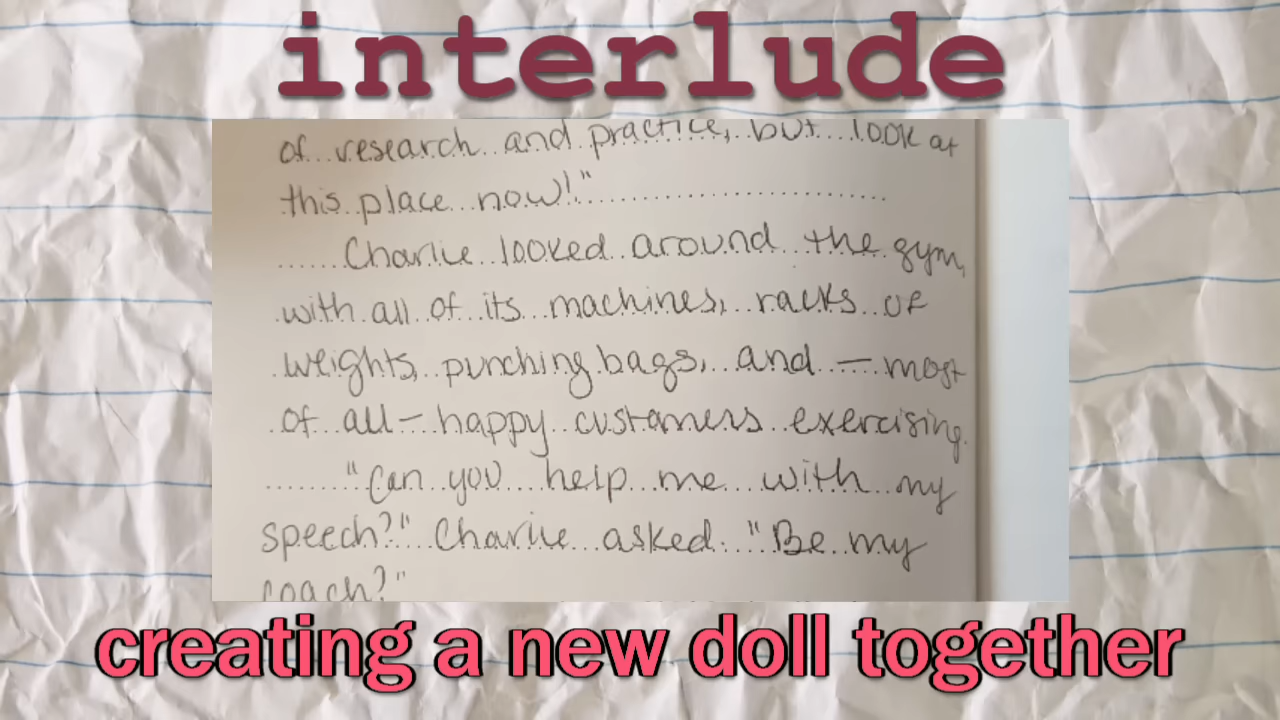 interlude
of research and practice, but look at
this place now!"
Charlie looked around the gym,
with all of its machines, racks of
weights, punching bags, and — most
of all — happy customers exercising.
"Can you help me with my
speech?" Charlie asked. "Be my
coach?"
creating a new doll together